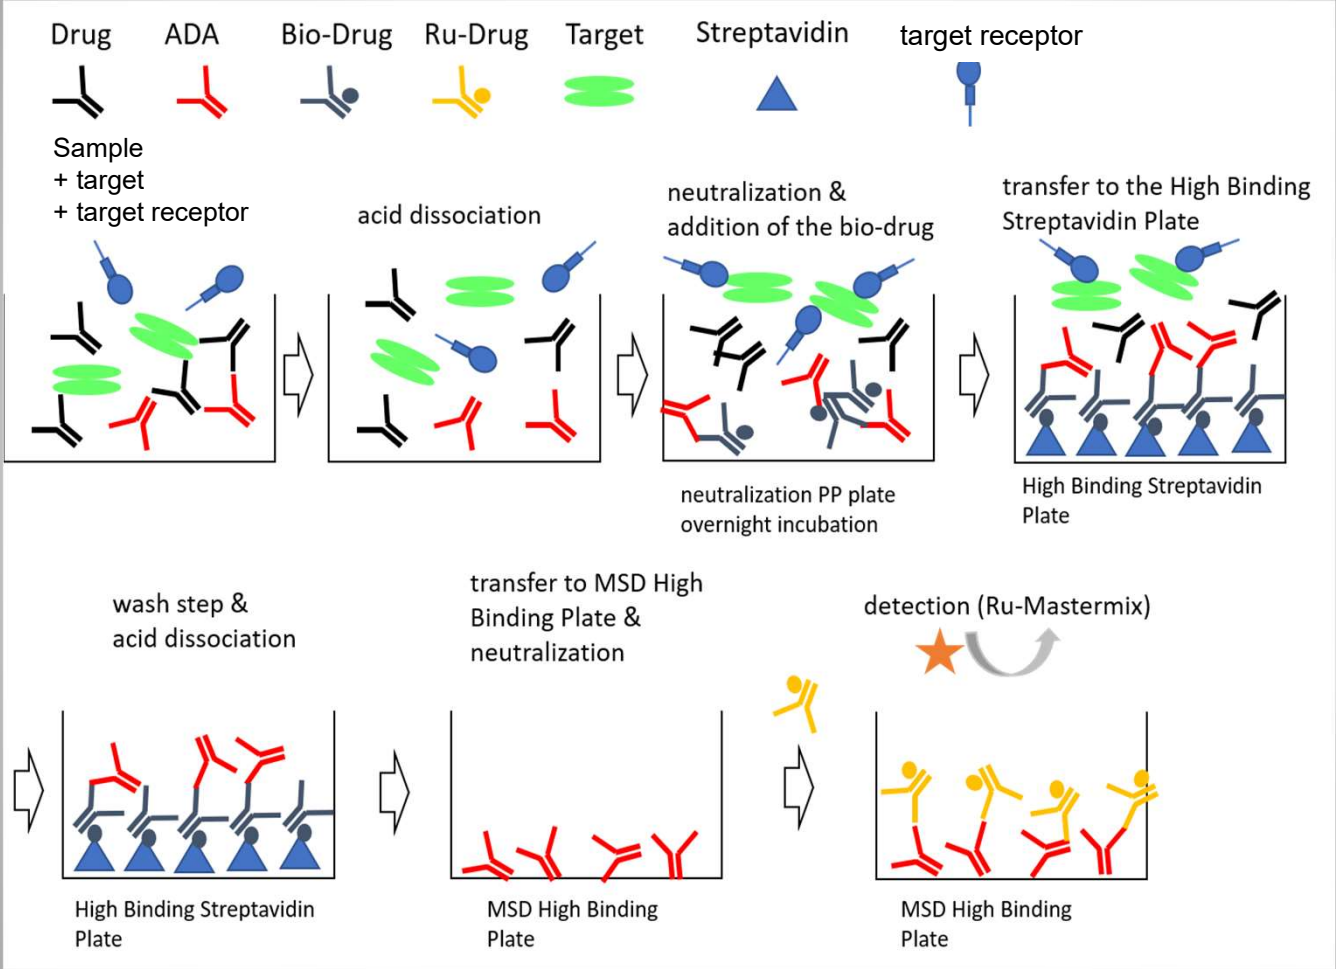 Drug ADA Bio-Drug Ru-Drug Target Streptavidin target receptor
Sample
+ target
+ target receptor
acid dissociation
neutralization &
addition of the bio-drug
transfer to the High Binding
Streptavidin Plate
neutralization PP plate
overnight incubation
High Binding Streptavidin
Plate
wash step &
acid dissociation
transfer to MSD High
Binding Plate &
neutralization
detection (Ru-Mastermix)
High Binding Streptavidin
Plate
MSD High Binding
Plate
MSD High Binding
Plate